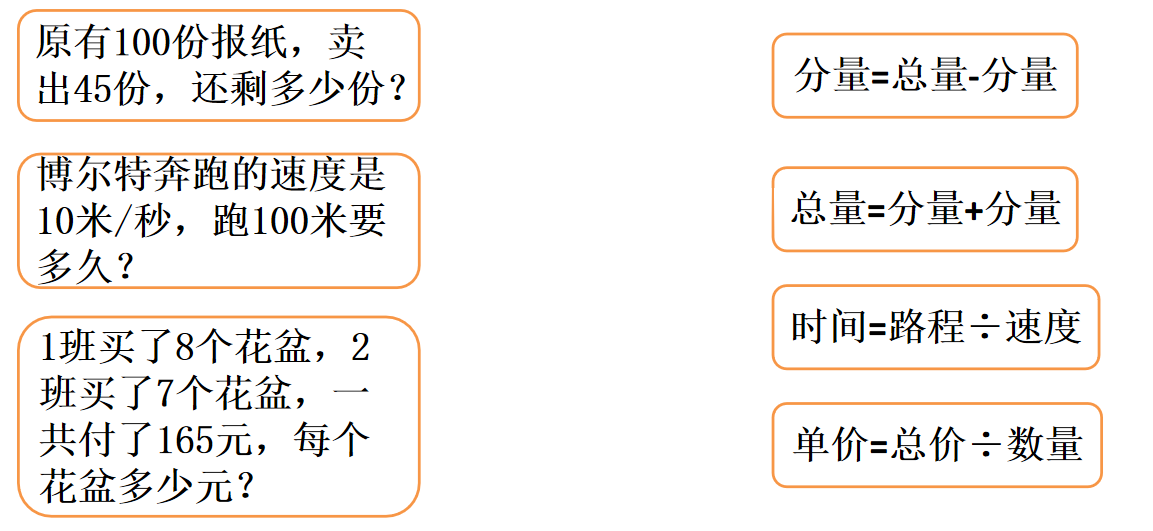 原有100份报纸，卖
出45份，还剩多少份？
博尔特奔跑的速度是
10米/秒，跑100米要
多久？
1班买了8个花盆，2
班买了7个花盆，一
共付了165元，每个
花盆多少元？
分量=总量-分量
总量=分量+分量
时间=路程÷速度
单价=总价÷数量